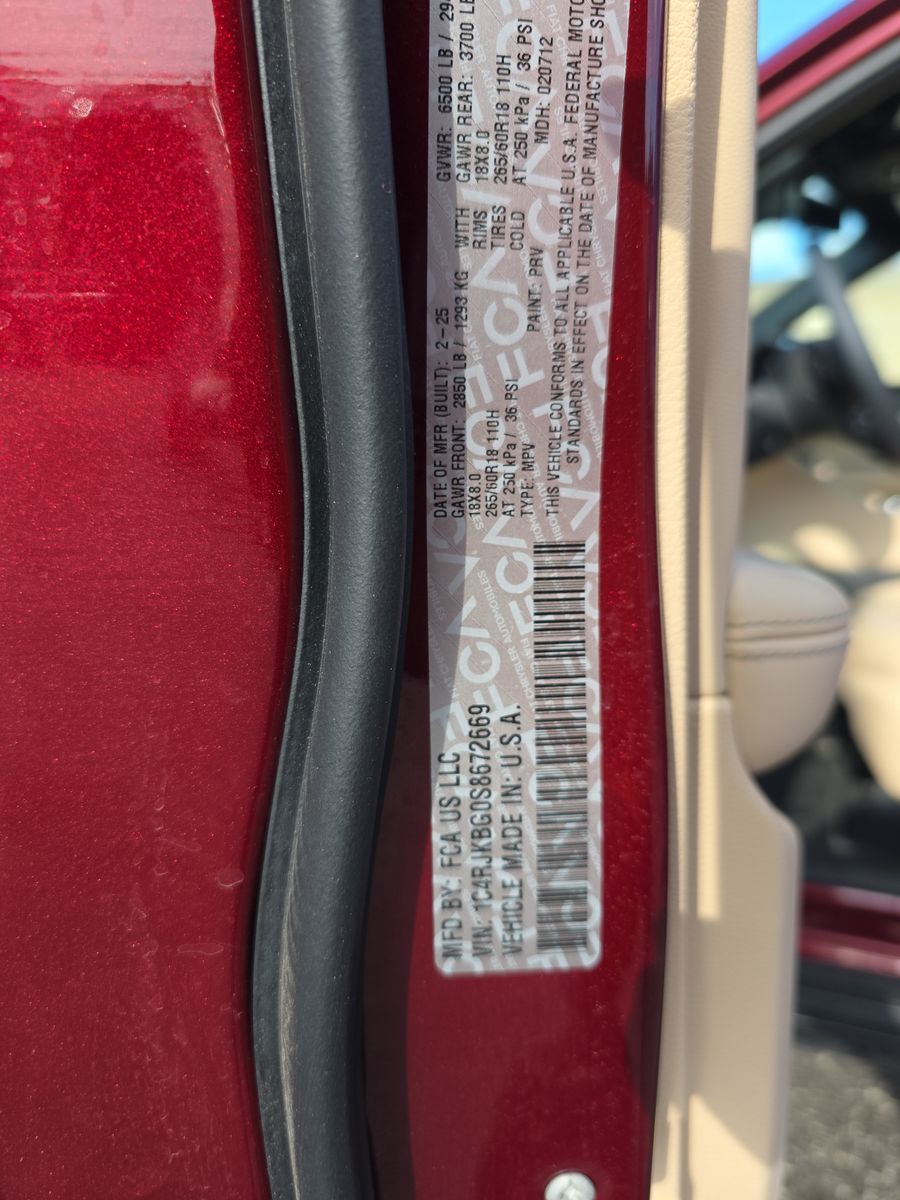 MFD BY: FCA US LLC
VIN: 1C4RJKBG0S8672669
VEHICLE MADE IN: U.S.A.
DATE OF MFR (BUILT): 2-25 GVWR: 6500 LB /
GAWR FRONT: 2850 LB / 1293 KG WITH GAWR REAR: 3700 LB
18X8.0 RIMS 18X8.0
265/60R18 110H TIRES 265/60R18 110H
AT 250 kPa / 36 PSI COLD AT 250 kPa / 36 PSI
TYPE: MPV PAINT: PRV MDH: 020712
THIS VEHICLE CONFORMS TO ALL APPLICABLE U.S.A. FEDERAL MOTO
STANDARDS IN EFFECT ON THE DATE OF MANUFACTURE SHO